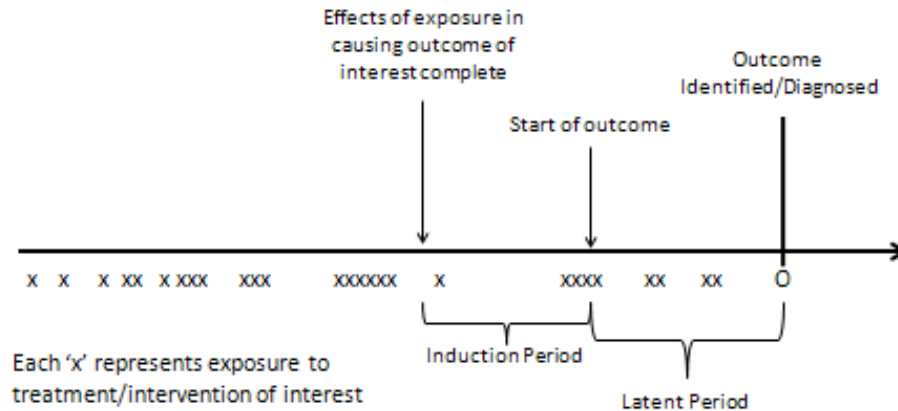 Effects of exposure in
causing outcome of
interest complete
Outcome
Identified/Diagnosed
Start of outcome
x x x xx x xxx xxx xxxxxx x xxxx xx xx O
Induction Period
Each ‘x’ represents exposure to
treatment/intervention of interest
Latent Period